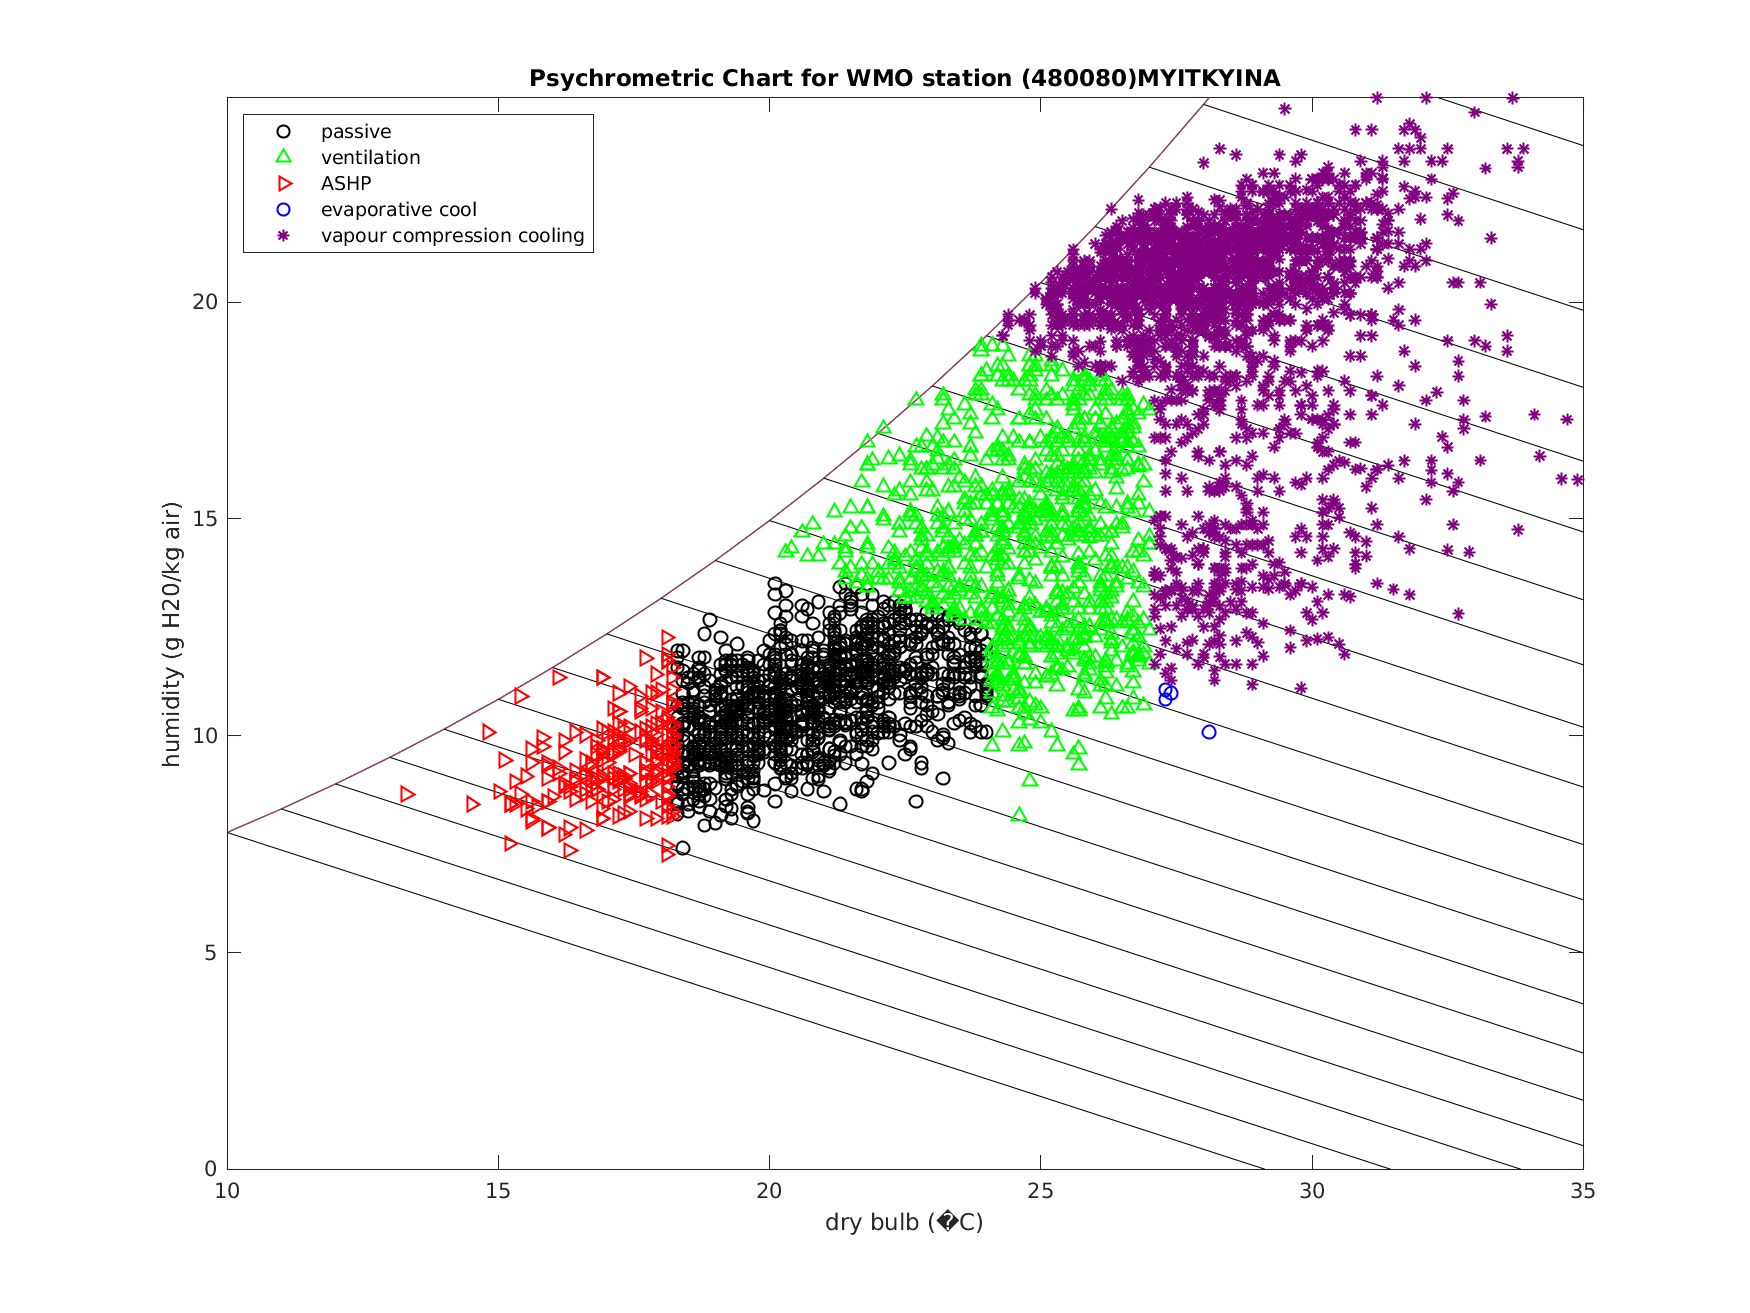 Psychrometric Chart for WMO station (480080)MYITKYINA
passive
ventilation
ASHP
evaporative cool
vapour compression cooling
humidity (g H20/kg air)
20
15
10
5
0
10 15 20 25 30 35
dry bulb (�C)